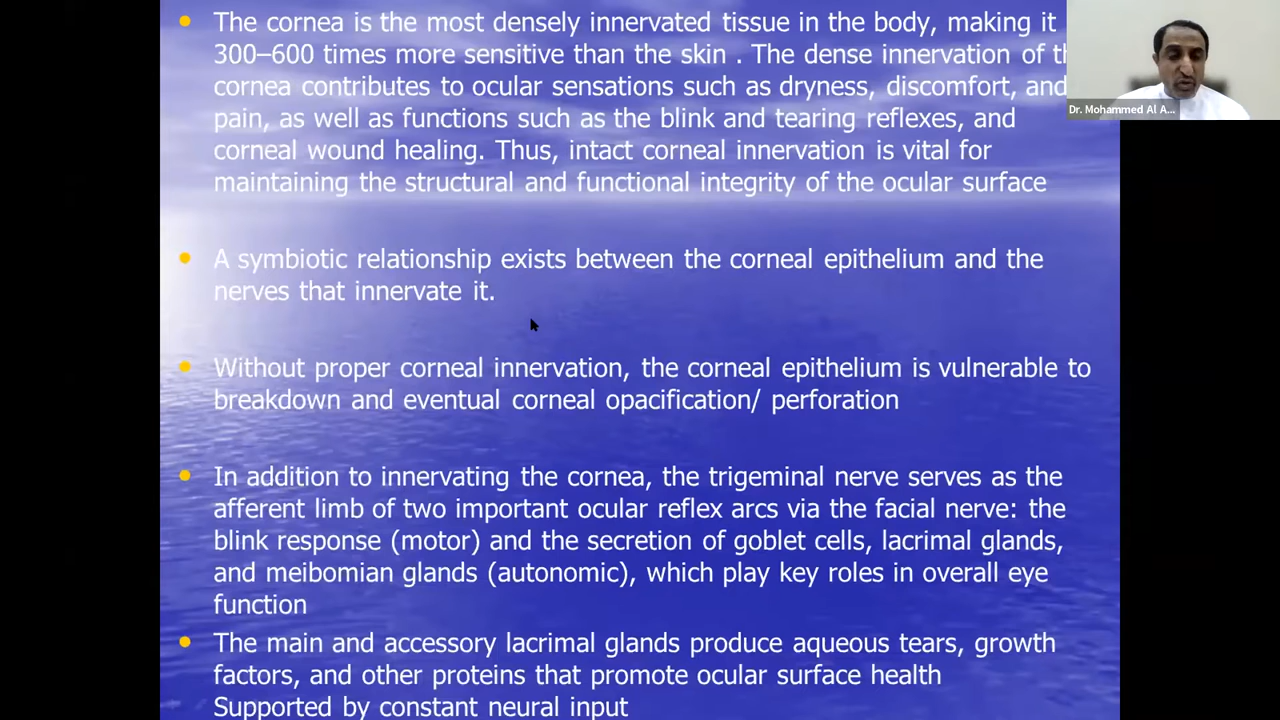 The cornea is the most densely innervated tissue in the body, making it
300–600 times more sensitive than the skin . The dense innervation of
cornea contributes to ocular sensations such as dryness, discomfort, and
pain, as well as functions such as the blink and tearing reflexes, and
corneal wound healing. Thus, intact corneal innervation is vital for
maintaining the structural and functional integrity of the ocular surface
A symbiotic relationship exists between the corneal epithelium and the
nerves that innervate it.
Without proper corneal innervation, the corneal epithelium is vulnerable to
breakdown and eventual corneal opacification/ perforation
In addition to innervating the cornea, the trigeminal nerve serves as the
afferent limb of two important ocular reflex arcs via the facial nerve: the
blink response (motor) and the secretion of goblet cells, lacrimal glands,
and meibomian glands (autonomic), which play key roles in overall eye
function
The main and accessory lacrimal glands produce aqueous tears, growth
factors, and other proteins that promote ocular surface health
Supported by constant neural input
Dr. Mohammed Al A...